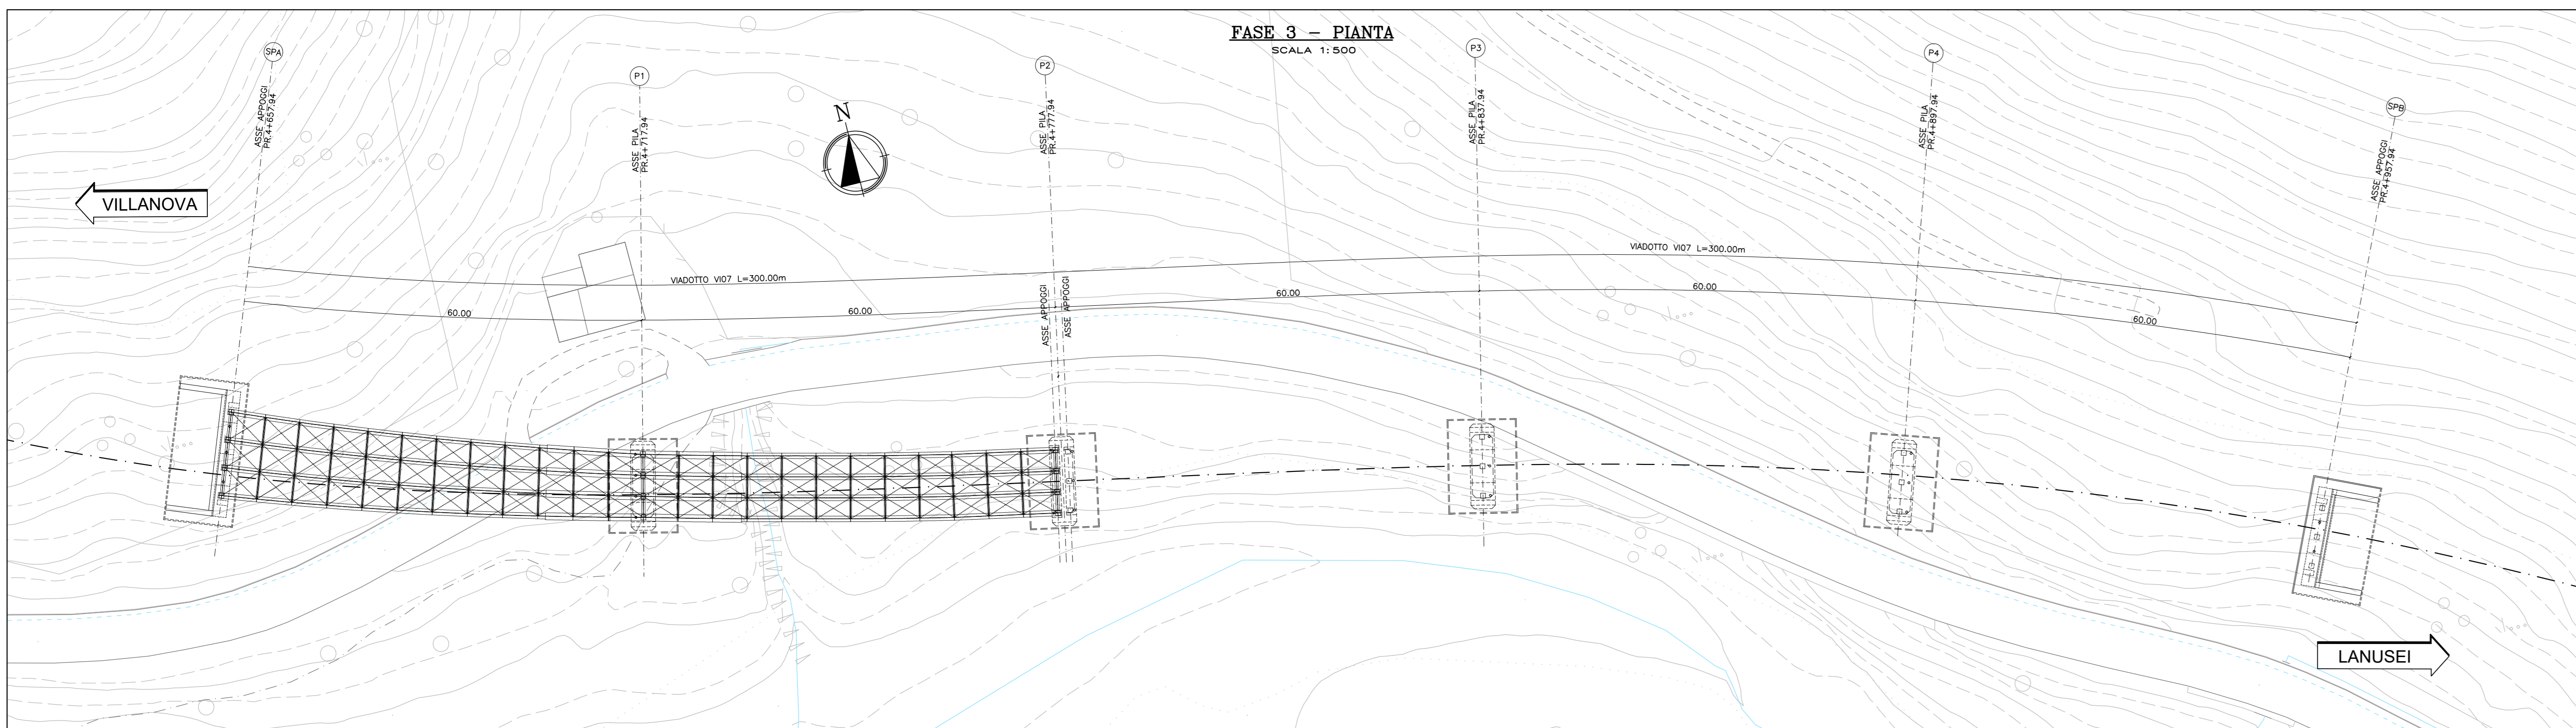 FASE 3 - PIANTA
SCALA 1:500
SPA
ASSE APPOGGI
PR.4+657.94
P1
ASSE PILA
PR.4+717.94
N
P2
ASSE PILA
PR.4+777.94
P3
ASSE PILA
PR.4+837.94
P4
ASSE PILA
PR.4+897.94
SPB
ASSE APPOGGI
PR.4+957.94
VILLANOVA
VIADOTTO VI07 L=300.00m
VIADOTTO VI07 L=300.00m
60.00
60.00
60.00
60.00
60.00
ASSE APPOGGI
ASSE APPOGGI
LANUSEI